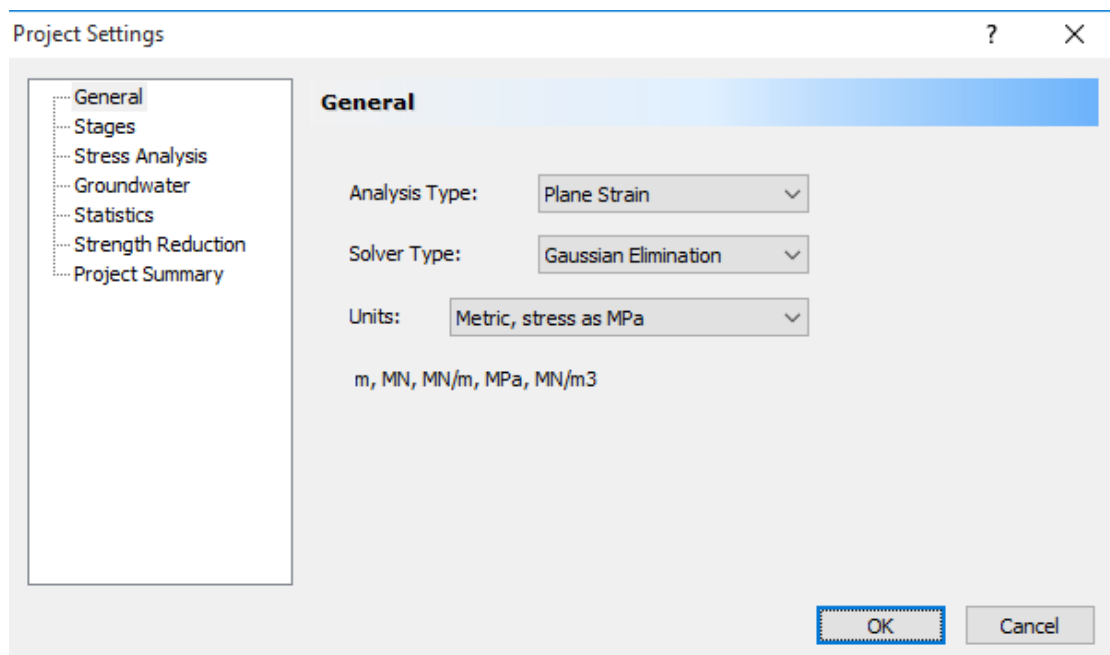 Project Settings
?
General
Stages
Stress Analysis
Groundwater
Statistics
Strength Reduction
Project Summary
General
Analysis Type: Plane Strain
Solver Type: Gaussian Elimination
Units: Metric, stress as MPa
m, MN, MN/m, MPa, MN/m3
OK Cancel